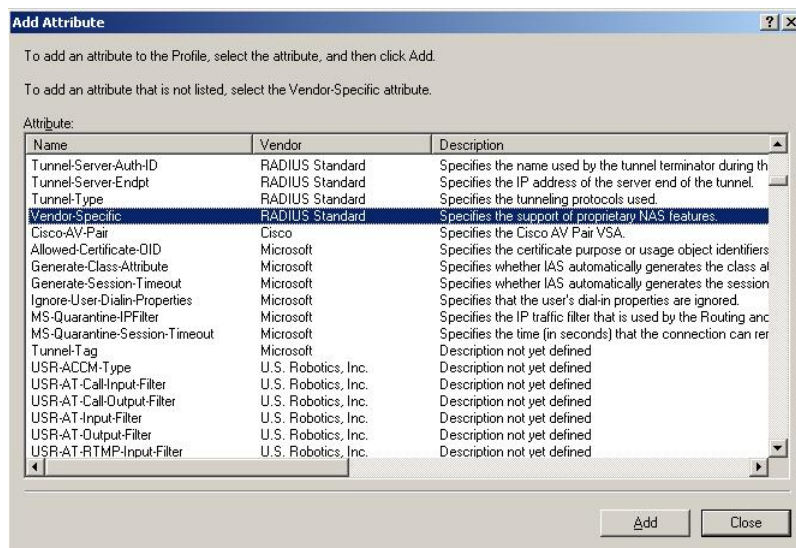 Add Attribute
To add an attribute to the Profile, select the attribute, and then click Add.
To add an attribute that is not listed, select the Vendor-Specific attribute.
Attribute:
Name Vendor Description
Tunnel-Server-Auth-ID RADIUS Standard Specifies the name used by the tunnel terminator during th
Tunnel-Server-Endpt RADIUS Standard Specifies the IP address of the server end of the tunnel.
Tunnel-Type RADIUS Standard Specifies the tunneling protocols used.
Vendor-Specific RADIUS Standard Specifies the support of proprietary NAS features.
Cisco-AV-Pair Cisco Specifies the Cisco AV Pair VSA.
Allowed-Certificate-OID Microsoft Specifies the certificate purpose or usage object identifiers
Generate-Class-Attribute Microsoft Specifies whether IAS automatically generates the class at
Generate-Session-Timeout Microsoft Specifies whether IAS automatically generates the session
Ignore-User-Dialin-Properties Microsoft Specifies that the user's dial-in properties are ignored.
MS-Quarantine-IPFilter Microsoft Specifies the IP traffic filter that is used by the Routing and
MS-Quarantine-Session-Timeout Microsoft Specifies the time (in seconds) that the connection can rer
Tunnel-Tag Microsoft Description not yet defined
USR-ACCM-Type U.S. Robotics, Inc. Description not yet defined
USR-AT-Call-Input-Filter U.S. Robotics, Inc. Description not yet defined
USR-AT-Call-Output-Filter U.S. Robotics, Inc. Description not yet defined
USR-AT-Input-Filter U.S. Robotics, Inc. Description not yet defined
USR-AT-Output-Filter U.S. Robotics, Inc. Description not yet defined
USR-AT-RTMP-Input-Filter U.S. Robotics, Inc. Description not yet defined
Add Close